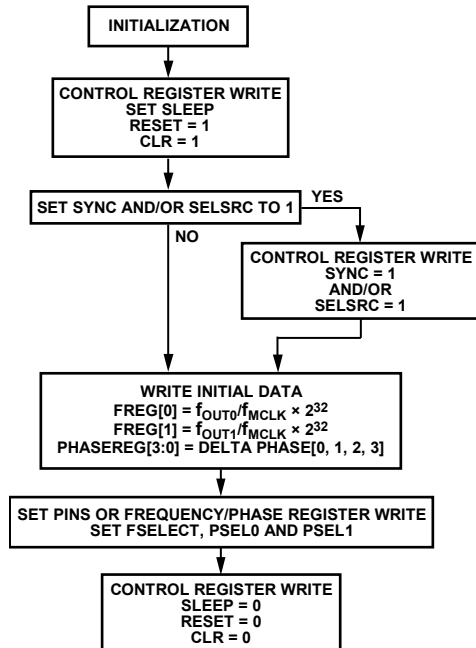 INITIALIZATION
CONTROL REGISTER WRITE
SET SLEEP
RESET = 1
CLR = 1
SET SYNC AND/OR SELSRC TO 1
YES
NO
CONTROL REGISTER WRITE
SYNC = 1
AND/OR
SELSRC = 1
WRITE INITIAL DATA
FREG[0] = fOUT0/fMCLK × 2³²
FREG[1] = fOUT1/fMCLK × 2³²
PHASEREG[3:0] = DELTA PHASE[0, 1, 2, 3]
SET PINS OR FREQUENCY/PHASE REGISTER WRITE
SET FSELECT, PSEL0 AND PSEL1
CONTROL REGISTER WRITE
SLEEP = 0
RESET = 0
CLR = 0